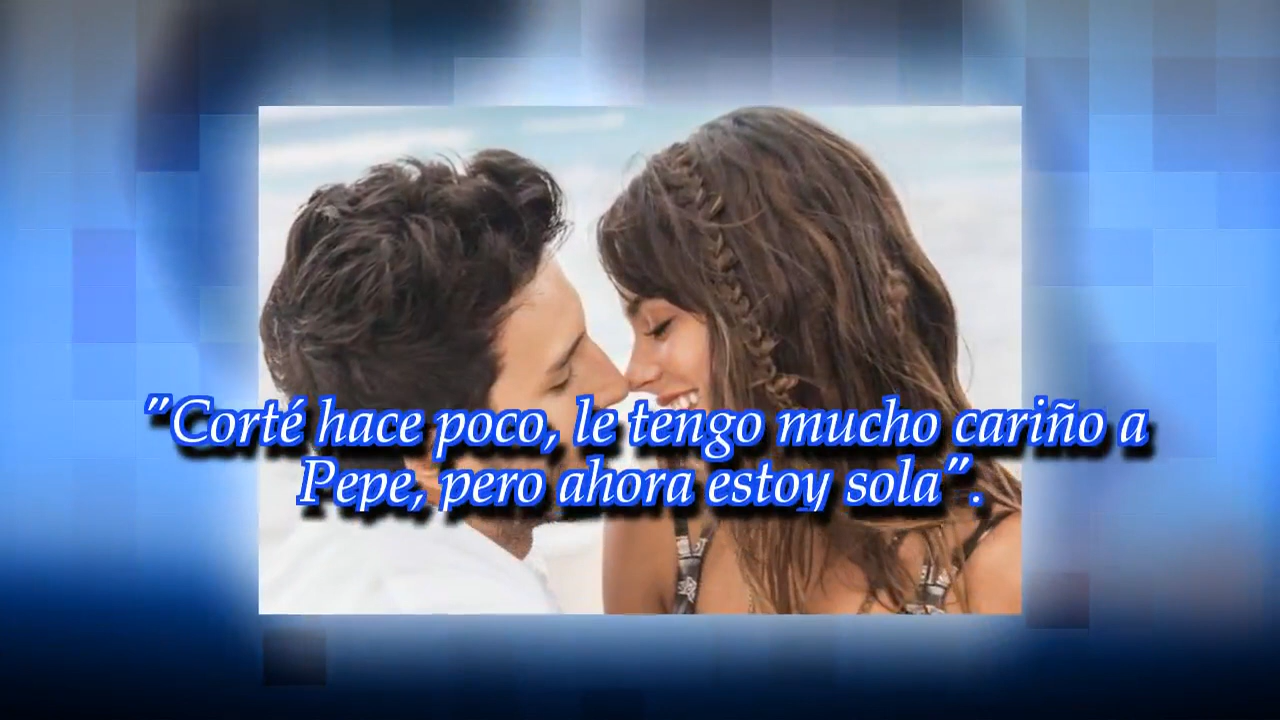 "Corté hace poco, le tengo mucho cariño a
Pepe, pero ahora estoy sola".